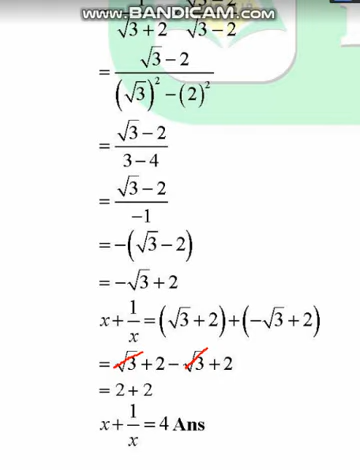 www.BANDICAM.com
√3 + 2 √3 − 2
= (√3 − 2) / ((√3)² − (2)²)
= (√3 − 2) / (3 − 4)
= (√3 − 2) / −1
= −(√3 − 2)
= −√3 + 2
x + 1/x = (√3 + 2) + (−√3 + 2)
= √3 + 2 − √3 + 2
= 2 + 2
x + 1/x = 4 Ans